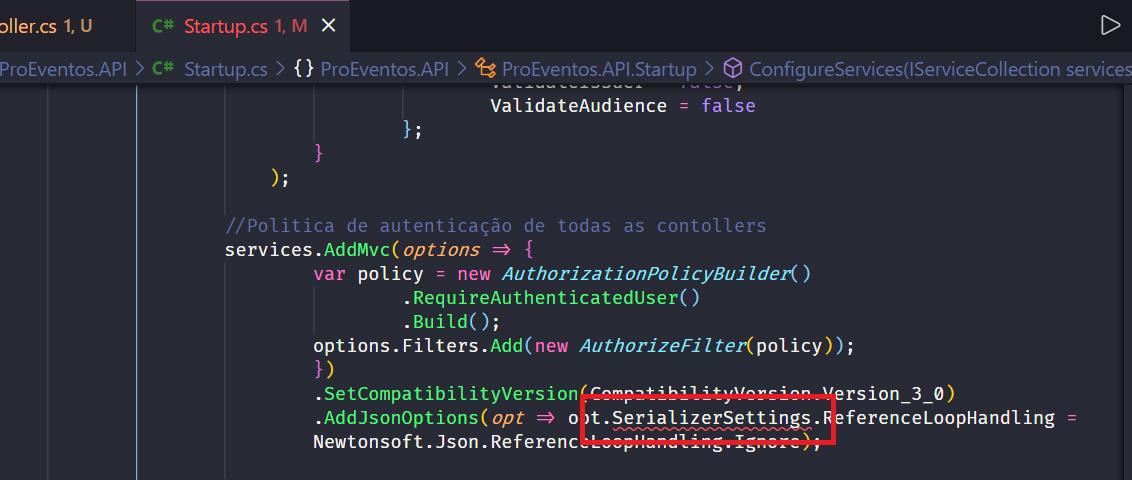 oller.cs 1, U
C# Startup.cs 1, M ×
ProEventos.API > C# Startup.cs > {} ProEventos.API > ProEventos.API.Startup > ConfigureServices(IServiceCollection services
ValidateIssuer = false,
ValidateAudience = false
};
}
);
//Politica de autenticação de todas as contollers
services.AddMvc(options => {
var policy = new AuthorizationPolicyBuilder()
.RequireAuthenticatedUser()
.Build();
options.Filters.Add(new AuthorizeFilter(policy));
})
.SetCompatibilityVersion(CompatibilityVersion.Version_3_0)
.AddJsonOptions(opt => opt.SerializerSettings.ReferenceLoopHandling =
Newtonsoft.Json.ReferenceLoopHandling.Ignore);